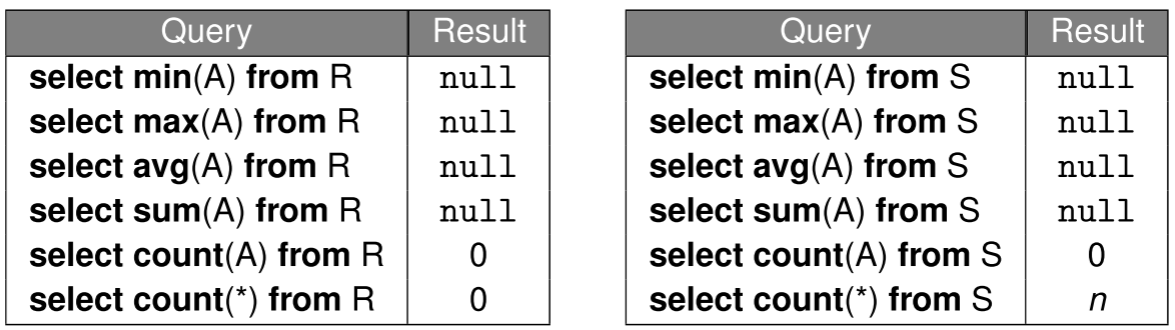 Query Result
select min(A) from R null
select max(A) from R null
select avg(A) from R null
select sum(A) from R null
select count(A) from R 0
select count(*) from R 0
Query Result
select min(A) from S null
select max(A) from S null
select avg(A) from S null
select sum(A) from S null
select count(A) from S 0
select count(*) from S n